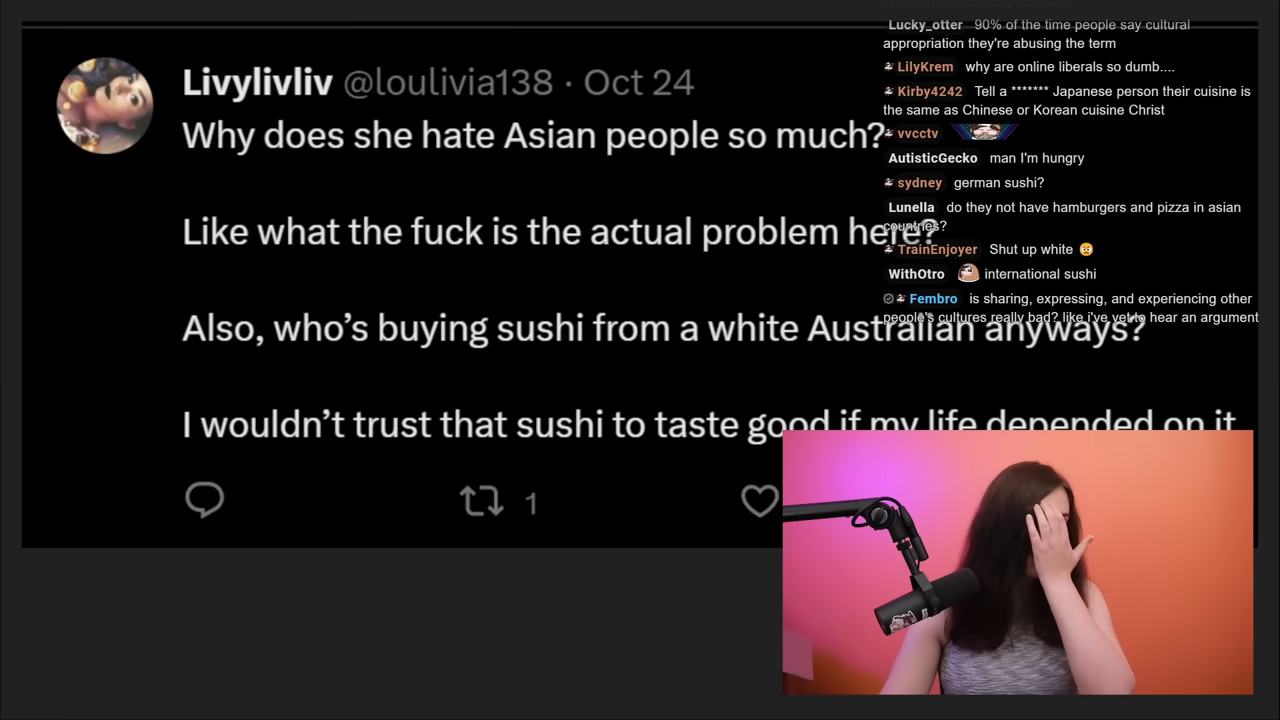 Livylivliv @loulivia138 · Oct 24
Why does she hate Asian people so much?
Like what the fuck is the actual problem here?
Also, who's buying sushi from a white Australian anyways?
I wouldn't trust that sushi to taste good if my life depended on it
1
Lucky_otter 90% of the time people say cultural
appropriation they're abusing the term
LilyKrem why are online liberals so dumb....
Kirby4242 Tell a ******* Japanese person their cuisine is
the same as Chinese or Korean cuisine Christ
vvcctv
AutisticGecko man I'm hungry
sydney german sushi?
Lunella do they not have hamburgers and pizza in asian
countries?
TrainEnjoyer Shut up white 😠
WithOtro international sushi
Fembro is sharing, expressing, and experiencing other
people's cultures really bad? like i've yet to hear an argument